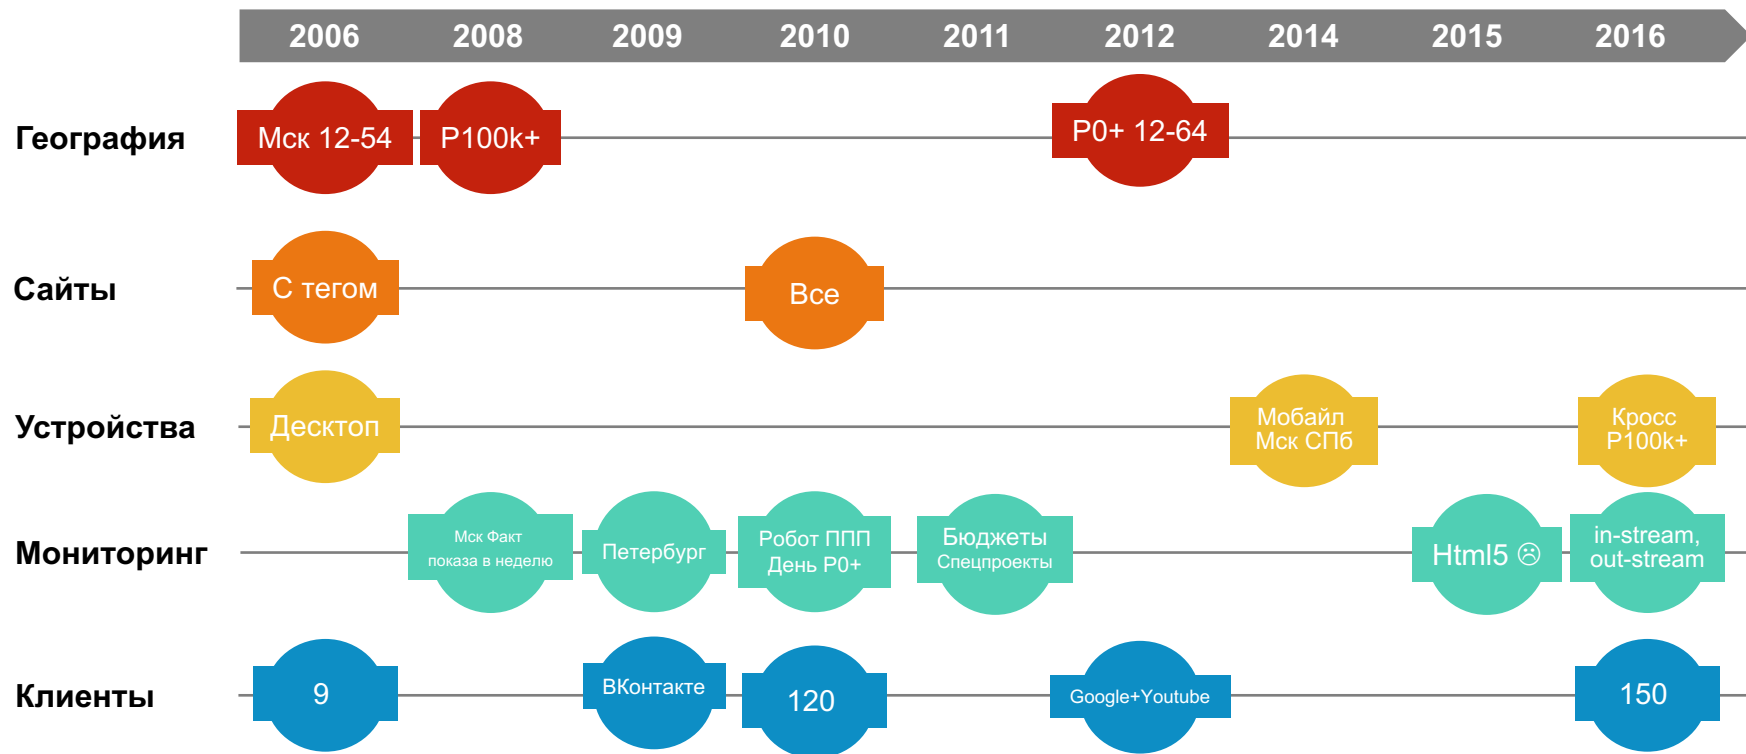 2006 2008 2009 2010 2011 2012 2014 2015 2016
География Мск 12-54 Р100k+ Р0+ 12-64
Сайты С тегом Все
Устройства Десктоп
Мобайл
Мск СПб
Кросс
Р100k+
Мониторинг
Мск Факт
показа в неделю
Петербург
Робот ППП
День Р0+
Бюджеты
Спецпроекты
Html5 ☹
in-stream,
out-stream
Клиенты 9 ВКонтакте 120 Google+Youtube 150